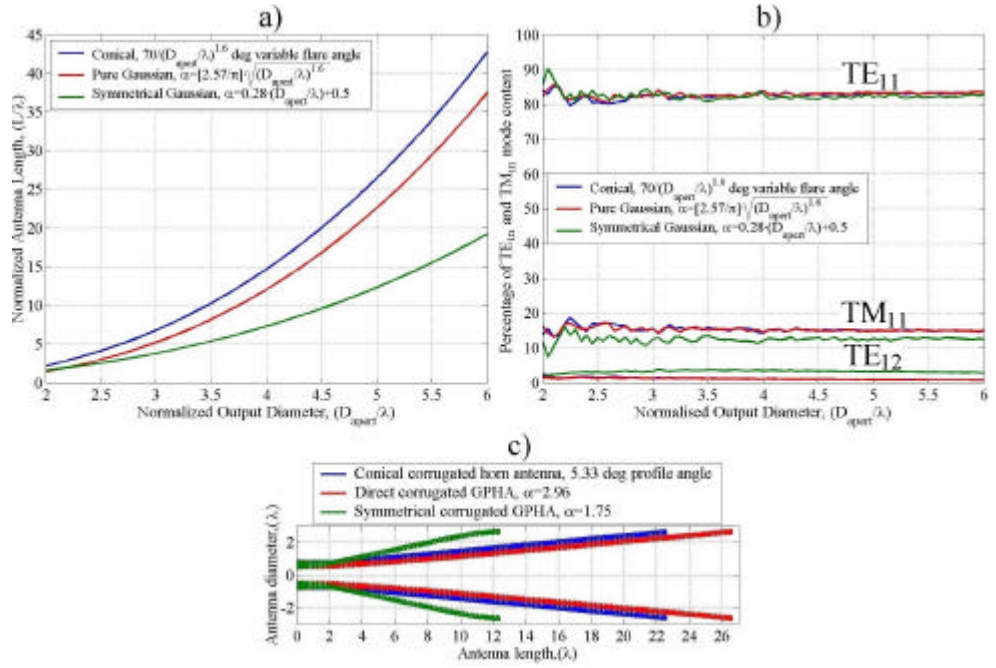 a)
Normalized Antenna Length, (L/λ)
45
40
35
30
25
20
15
10
5
0
Conical, 70/(D_apert/λ)^1.6 deg variable flare angle
Pure Gaussian, α=[2.57/π]²√(D_apert/λ)^1.6
Symmetrical Gaussian, α=0.28·(D_apert/λ)+0.5
2 2.5 3 3.5 4 4.5 5 5.5 6
Normalized Output Diameter, (D_apert/λ)
b)
Percentage of TE_1n and TM_1n mode content
100
90
80
70
60
50
40
30
20
10
0
TE_11
Conical, 70/(D_apert/λ)^1.6 deg variable flare angle
Pure Gaussian, α=[2.57/π]²√(D_apert/λ)^1.6
Symmetrical Gaussian, α=0.28·(D_apert/λ)+0.5
TM_11
TE_12
2 2.5 3 3.5 4 4.5 5 5.5 6
Normalised Output Diameter, (D_apert/λ)
c)
Conical corrugated horn antenna, 5.33 deg profile angle
Direct corrugated GPHA, α=2.96
Symmetrical corrugated GPHA, α=1.75
Antenna diameter,(λ)
2
0
-2
0 2 4 6 8 10 12 14 16 18 20 22 24 26
Antenna length,(λ)